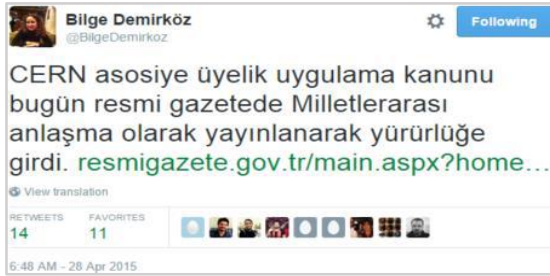 Bilge Demirköz
@BilgeDemirkoz
Following
CERN asosiye üyelik uygulama kanunu
bugün resmi gazetede Milletlerarası
anlaşma olarak yayınlanarak yürürlüğe
girdi. resmigazete.gov.tr/main.aspx?home...
View translation
RETWEETS FAVORITES
14 11
6:48 AM - 28 Apr 2015